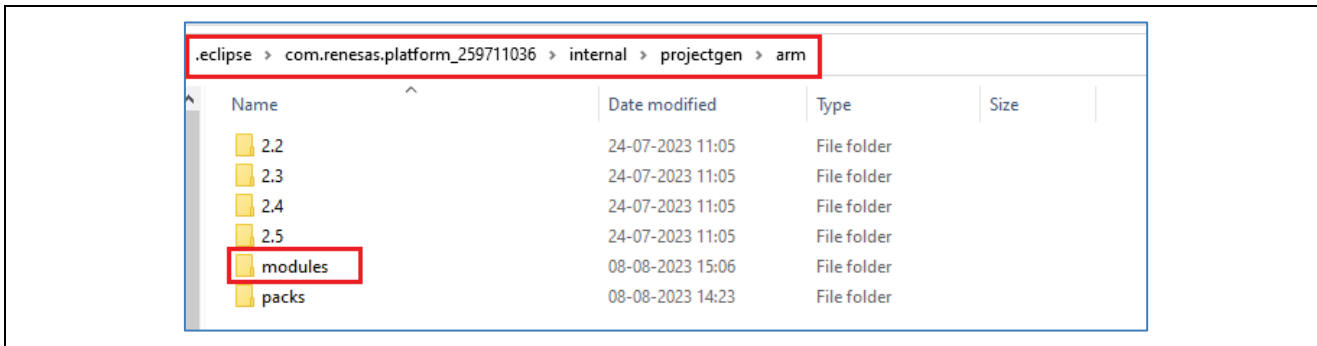 .eclipse > com.renesas.platform_259711036 > internal > projectgen > arm
Name Date modified Type Size
2.2 24-07-2023 11:05 File folder
2.3 24-07-2023 11:05 File folder
2.4 24-07-2023 11:05 File folder
2.5 24-07-2023 11:05 File folder
modules 08-08-2023 15:06 File folder
packs 08-08-2023 14:23 File folder